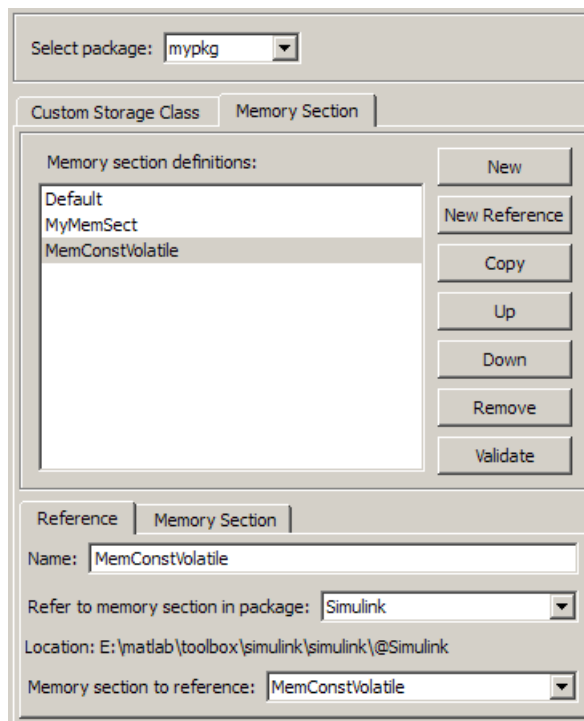 Select package: mypkg
Custom Storage Class Memory Section
Memory section definitions:
Default
MyMemSect
MemConstVolatile
New
New Reference
Copy
Up
Down
Remove
Validate
Reference Memory Section
Name: MemConstVolatile
Refer to memory section in package: Simulink
Location: E:\matlab\toolbox\simulink\simulink\@Simulink
Memory section to reference: MemConstVolatile